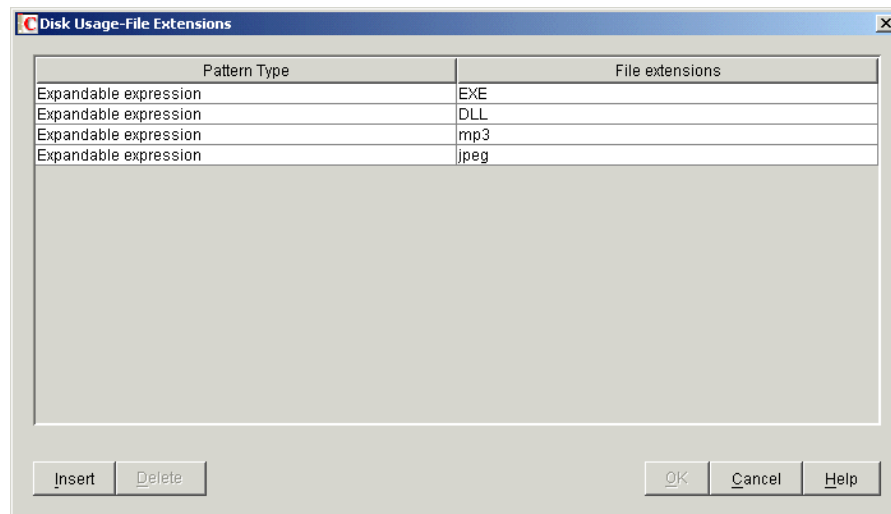 Disk Usage-File Extensions
Pattern Type File extensions
Expandable expression EXE
Expandable expression DLL
Expandable expression mp3
Expandable expression jpeg
Insert Delete OK Cancel Help